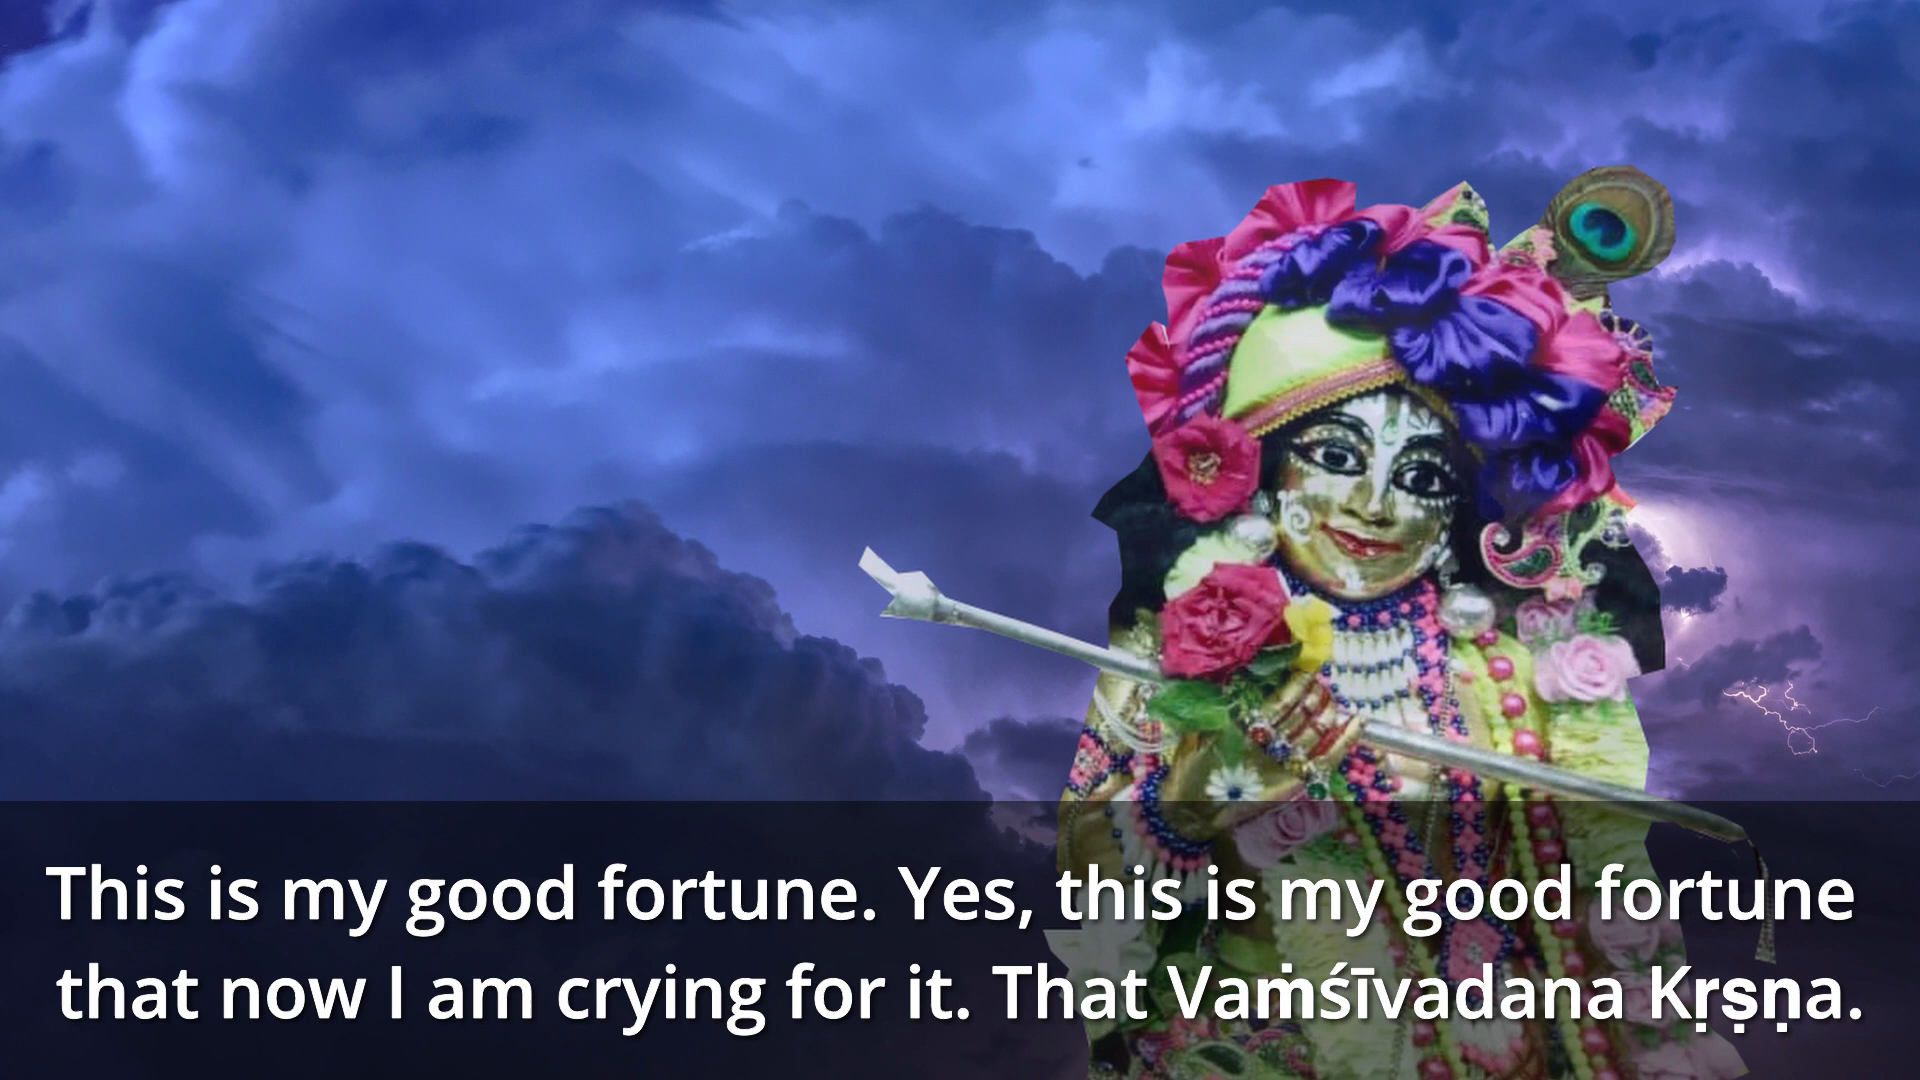 This is my good fortune. Yes, this is my good fortune
that now I am crying for it. That Vaṁśīvadana Kṛṣṇa.